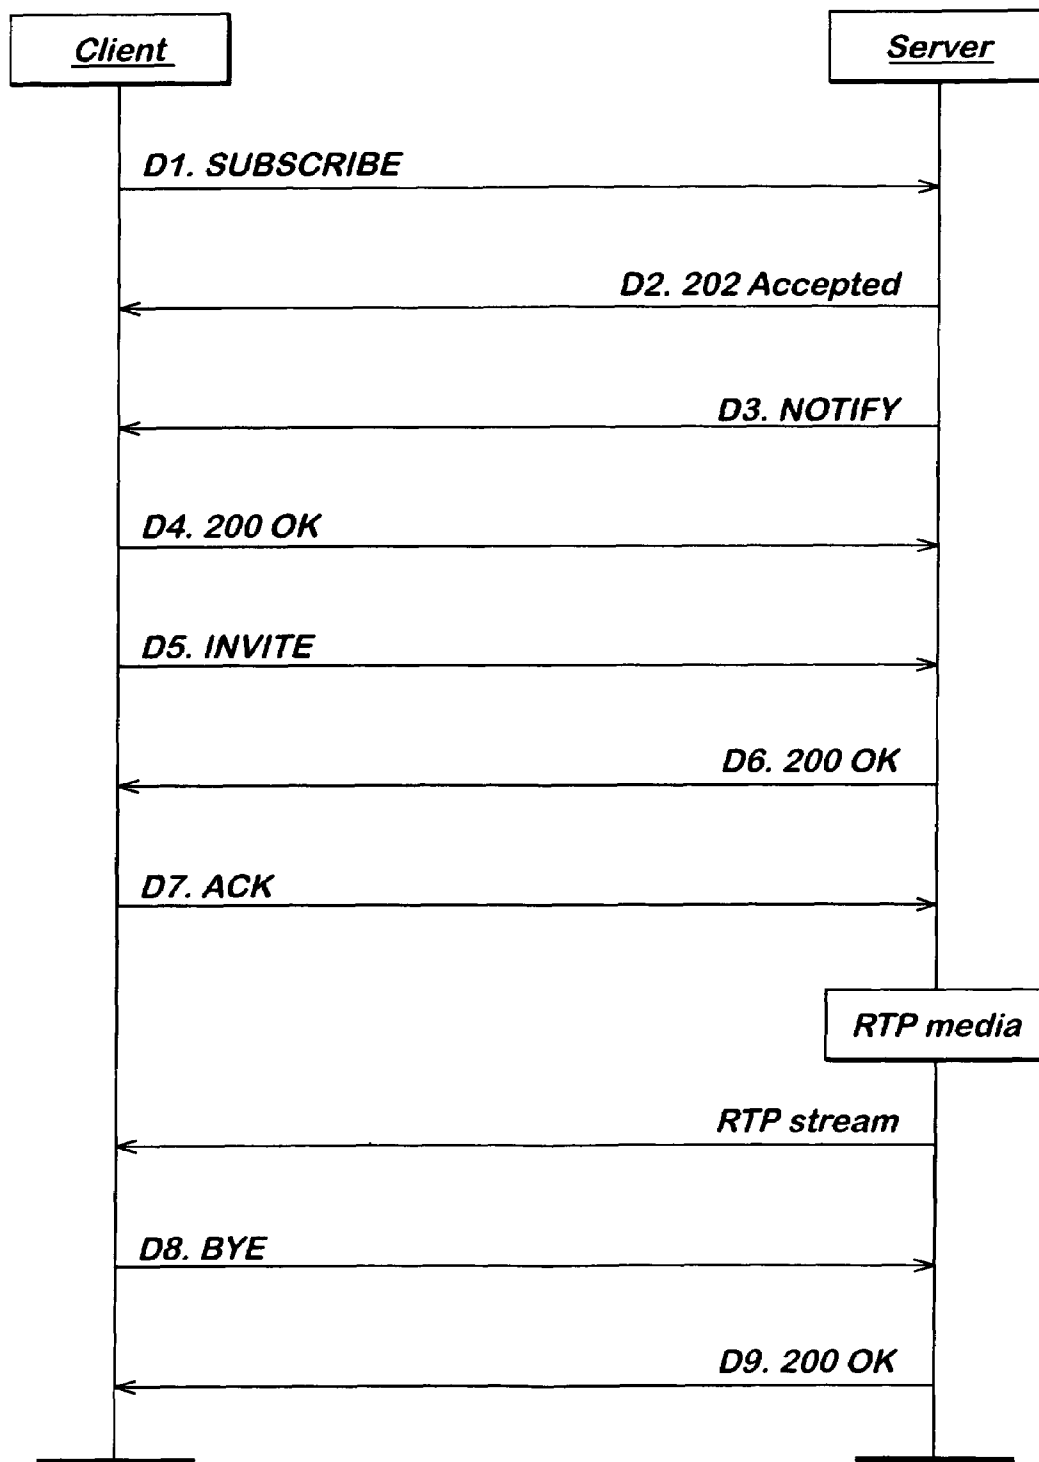 Client
Server
D1. SUBSCRIBE
D2. 202 Accepted
D3. NOTIFY
D4. 200 OK
D5. INVITE
D6. 200 OK
D7. ACK
RTP media
RTP stream
D8. BYE
D9. 200 OK